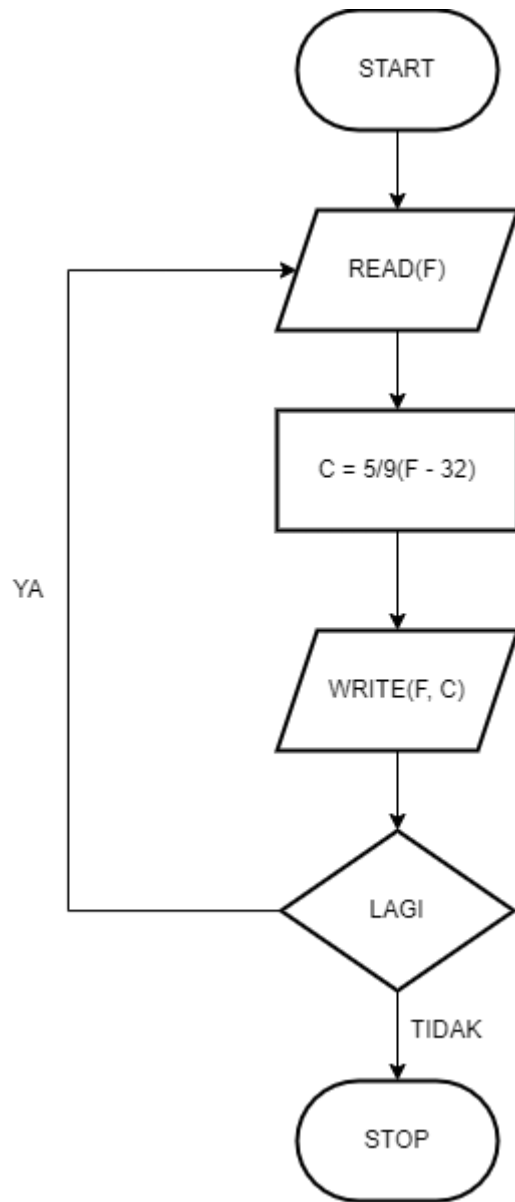 START
READ(F)
C = 5/9(F - 32)
YA
WRITE(F, C)
LAGI
TIDAK
STOP